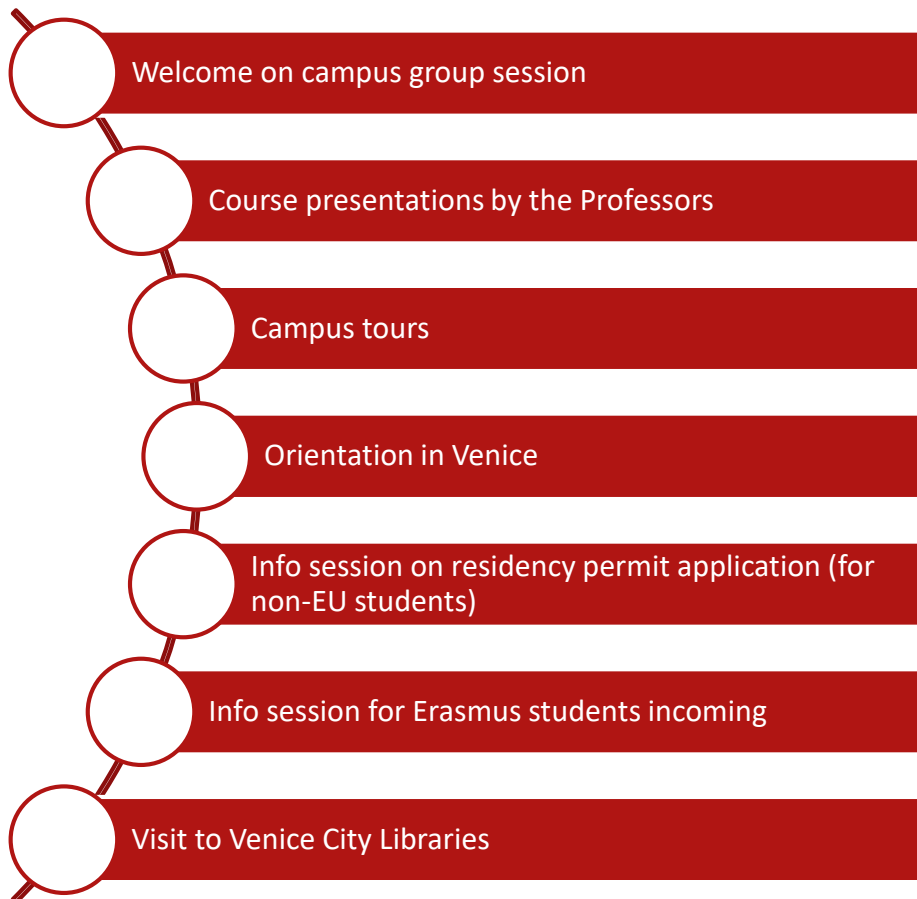 Welcome on campus group session
Course presentations by the Professors
Campus tours
Orientation in Venice
Info session on residency permit application (for
non-EU students)
Info session for Erasmus students incoming
Visit to Venice City Libraries